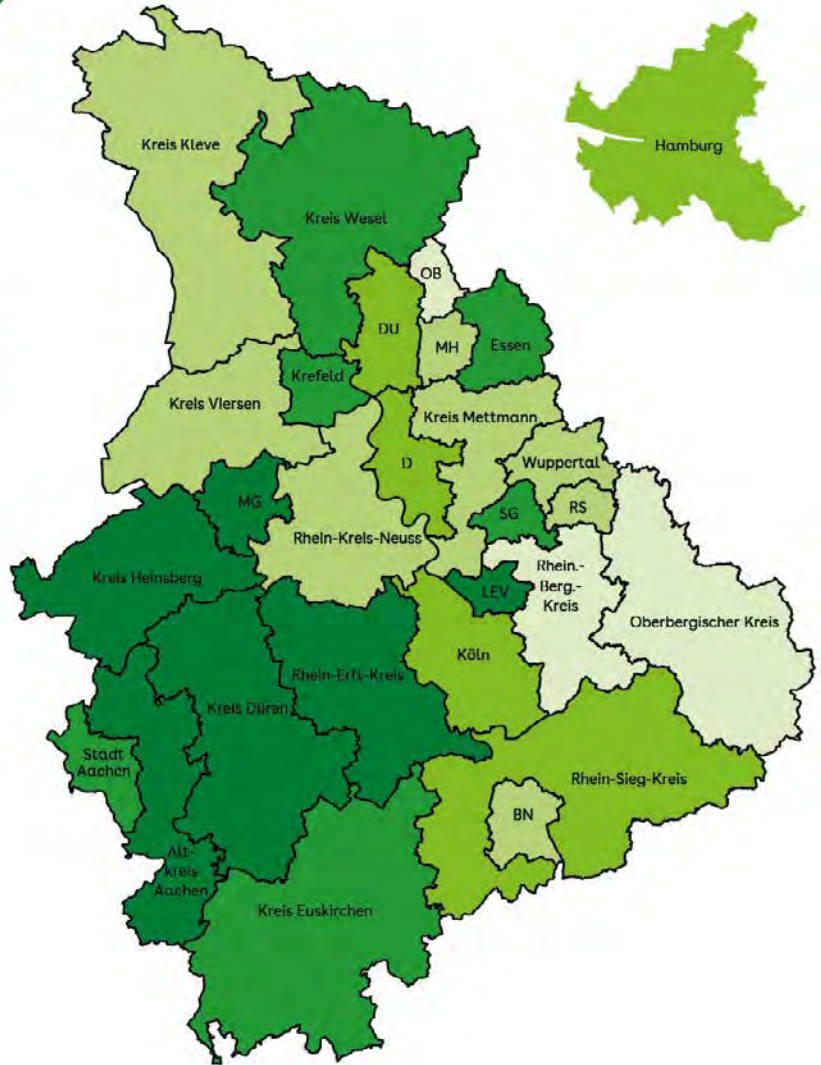 Kreis Kleve
Hamburg
Kreis Wesel
OB
DU
MH
Essen
Krefeld
Kreis Viersen
Kreis Mettmann
D
Wuppertal
MG
SG
RS
Rhein-Kreis-Neuss
Kreis Heinsberg
LEV
Rhein.-
Berg.-
Kreis
Oberbergischer Kreis
Köln
Rhein-Erft-Kreis
Kreis Düren
Stadt
Aachen
Rhein-Sieg-Kreis
BN
Alt-
kreis
Aachen
Kreis Euskirchen